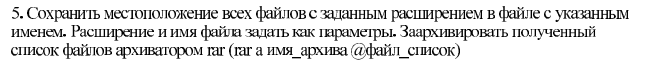 5. Сохранить местоположение всех файлов с заданным расширением в файле с указанным
именем. Расширение и имя файла задать как параметры. Заархивировать полученный
список файлов архиватором rar (rar a имя_архива @файл_список)